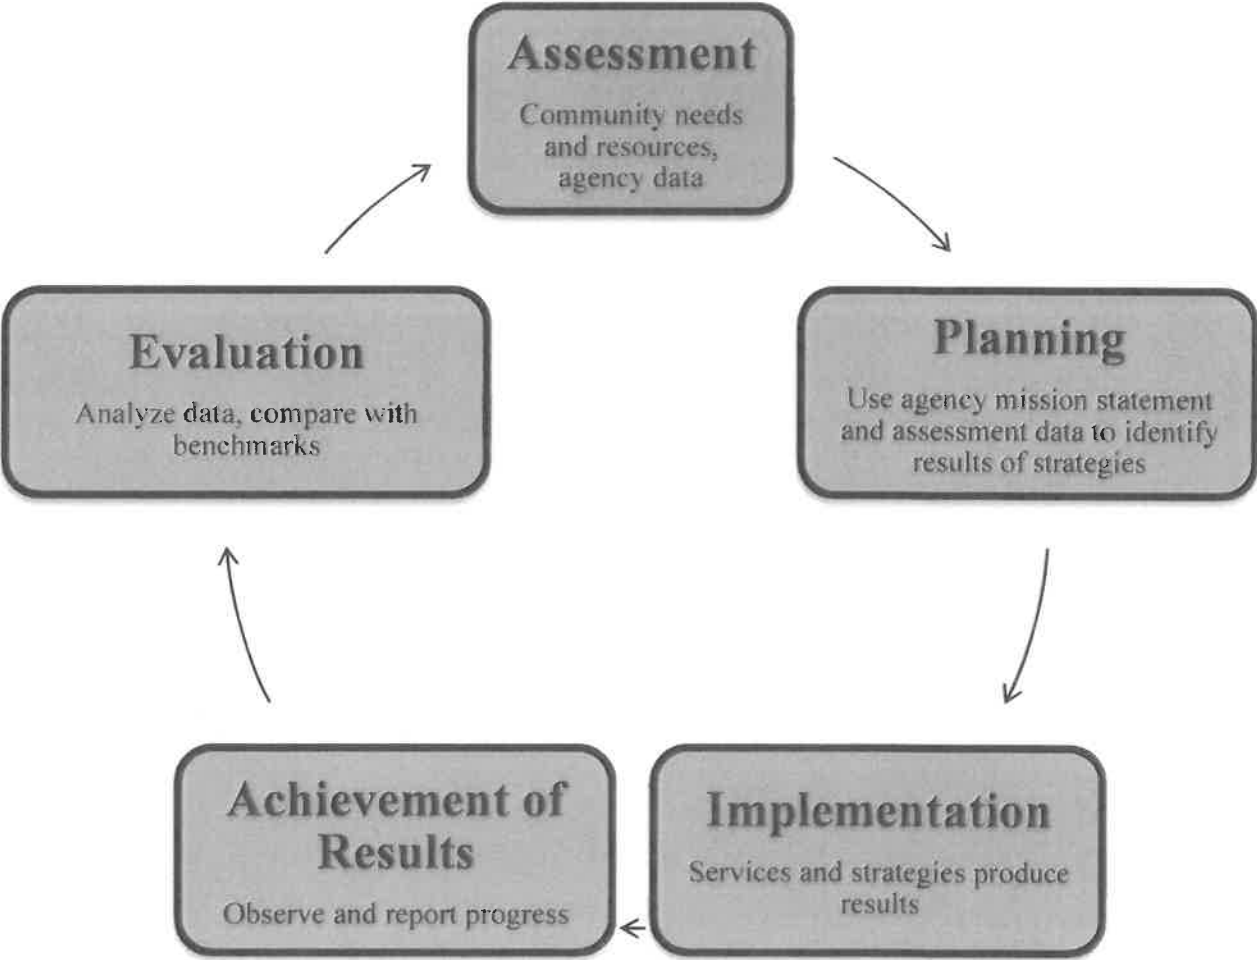 Assessment
Community needs
and resources,
agency data
Planning
Use agency mission statement
and assessment data to identify
results of strategies
Implementation
Services and strategies produce
results
Achievement of
Results
Observe and report progress
Evaluation
Analyze data, compare with
benchmarks